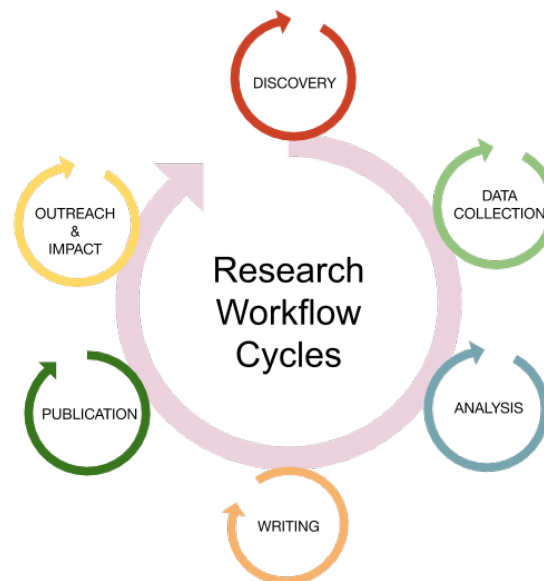 DISCOVERY
DATA
COLLECTION
ANALYSIS
WRITING
PUBLICATION
OUTREACH
&
IMPACT
Research
Workflow
Cycles